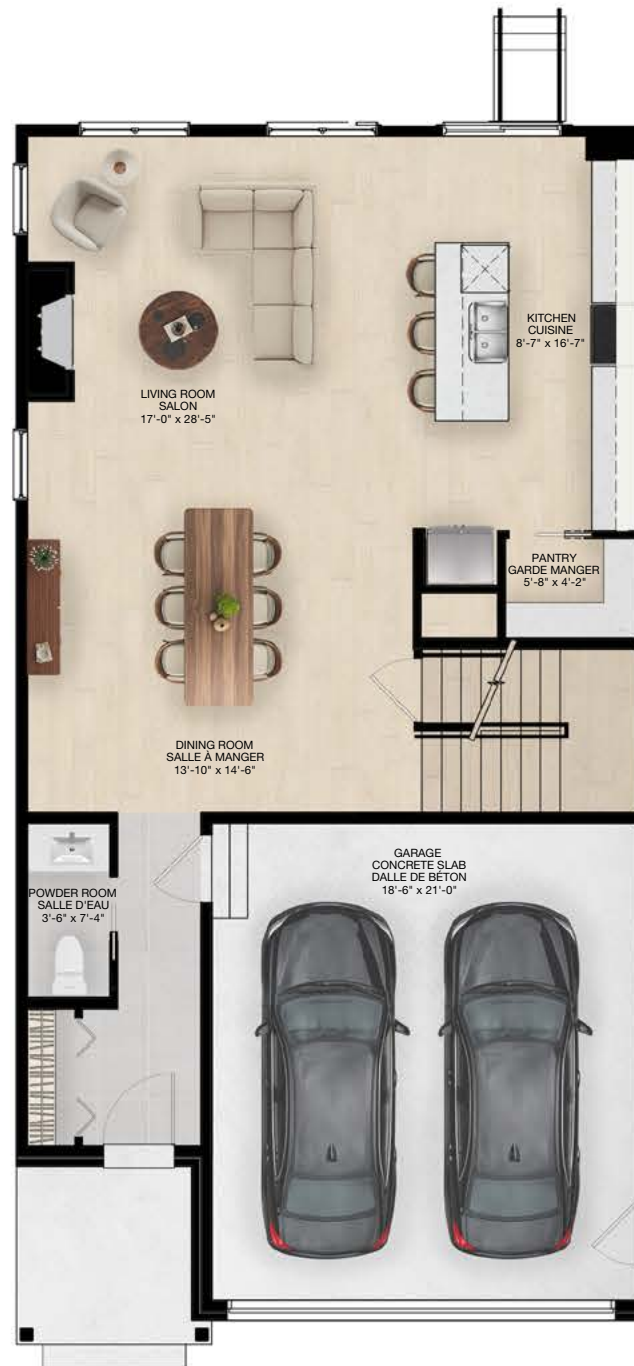 KITCHEN
CUISINE
8'-7" x 16'-7"
LIVING ROOM
SALON
17'-0" x 28'-5"
PANTRY
GARDE MANGER
5'-8" x 4'-2"
DINING ROOM
SALLE À MANGER
13'-10" x 14'-6"
GARAGE
CONCRETE SLAB
DALLE DE BÉTON
18'-6" x 21'-0"
POWDER ROOM
SALLE D'EAU
3'-6" x 7'-4"